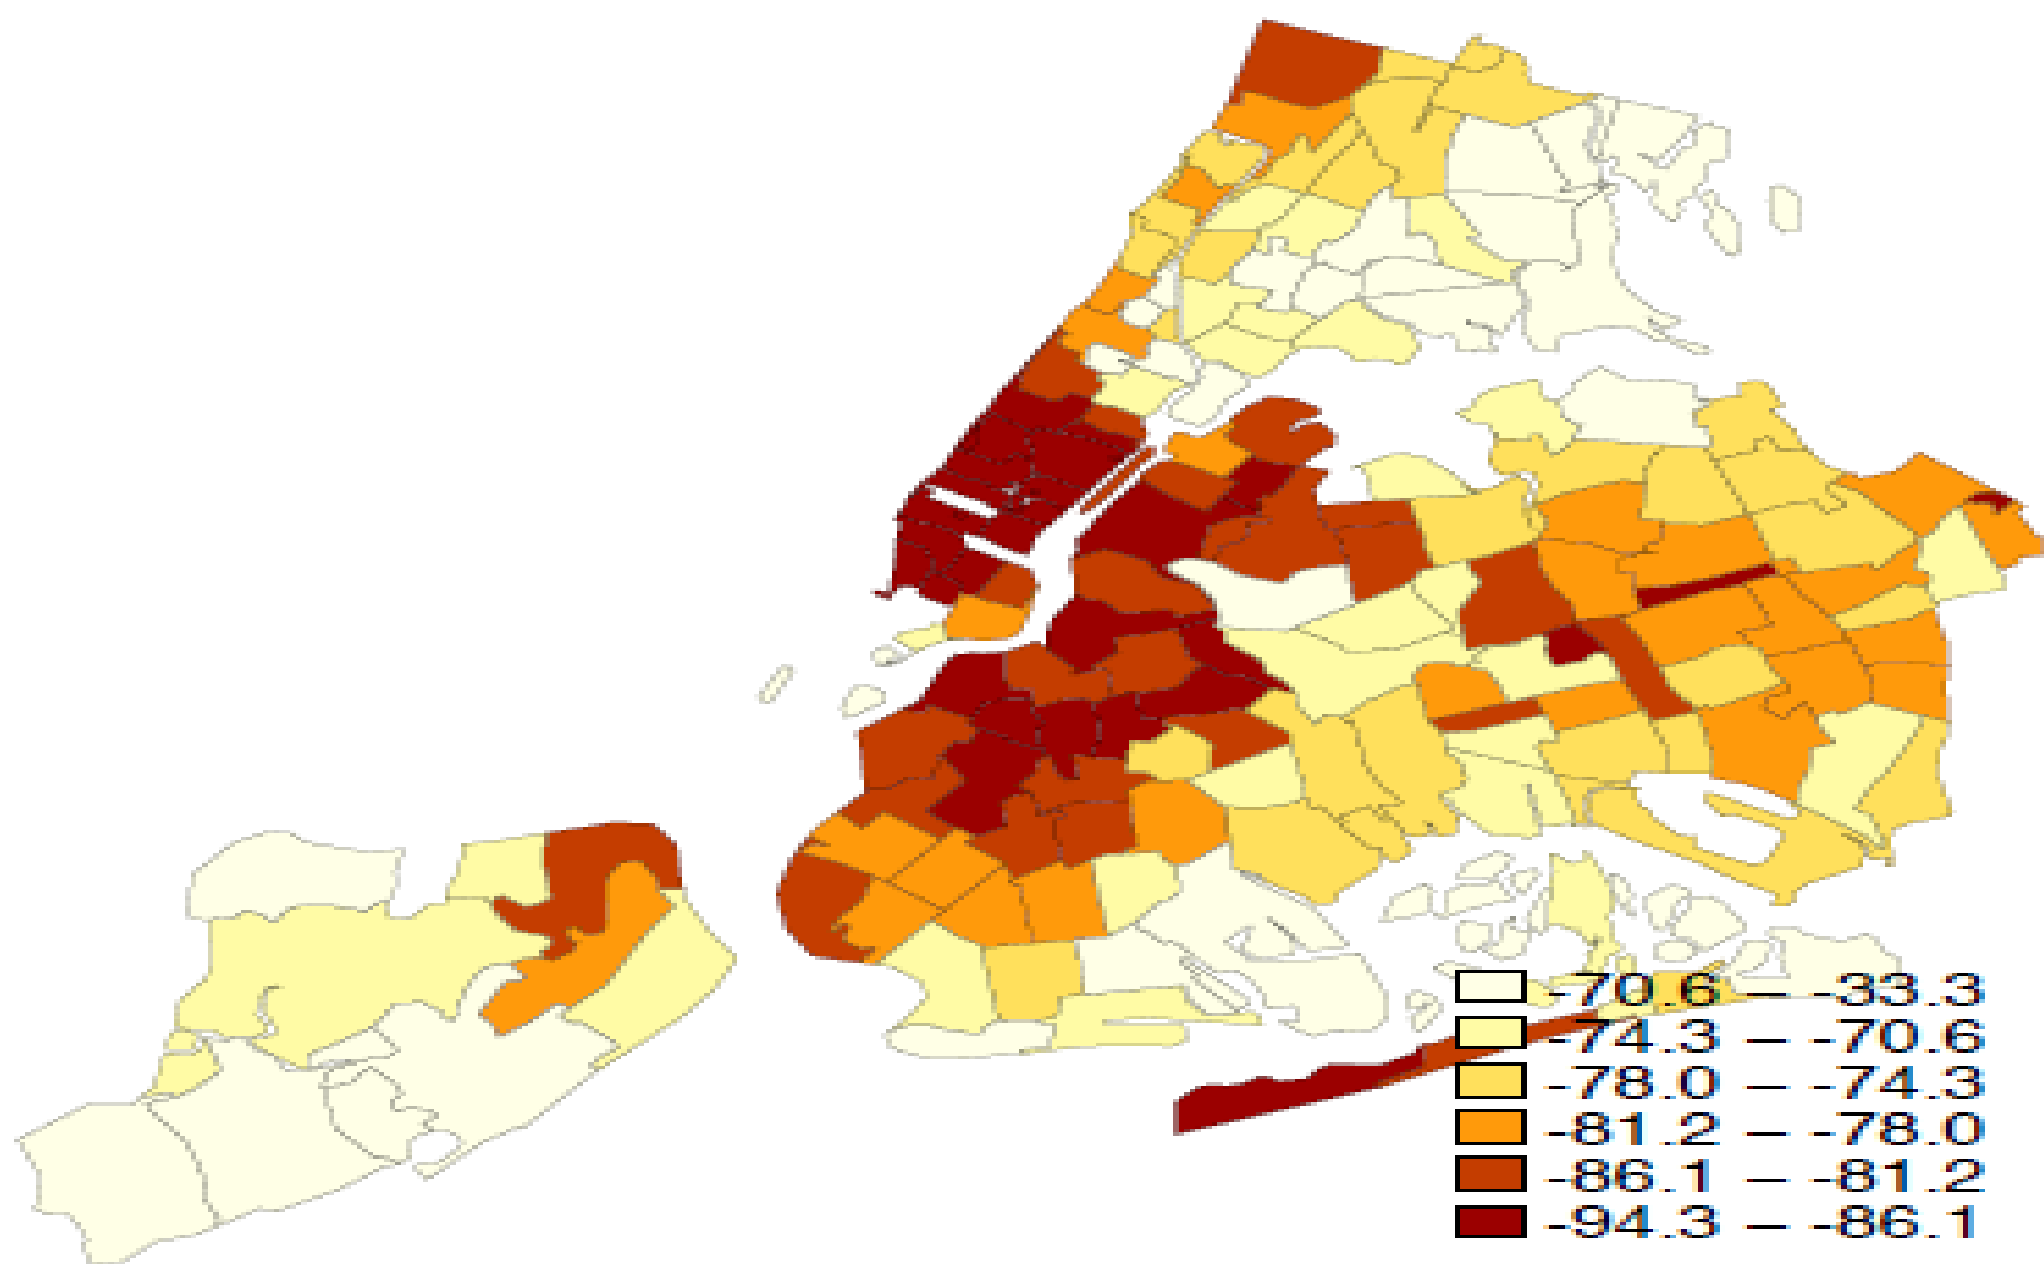 -70.6 – -33.3
-74.3 – -70.6
-78.0 – -74.3
-81.2 – -78.0
-86.1 – -81.2
-94.3 – -86.1